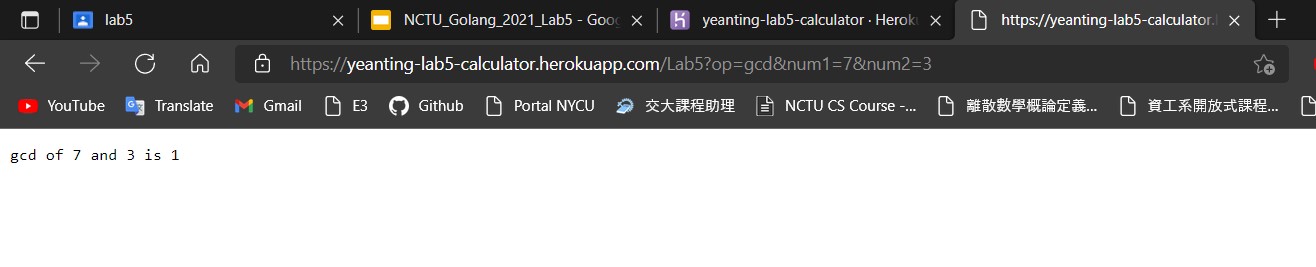 lab5
NCTU_Golang_2021_Lab5 - Goo
yeanting-lab5-calculator · Heroku
https://yeanting-lab5-calculator.
https://yeanting-lab5-calculator.herokuapp.com/Lab5?op=gcd&num1=7&num2=3
YouTube Translate Gmail E3 Github Portal NYCU 交大課程助理 NCTU CS Course -... 離散數學概論定義... 資工系開放式課程...
gcd of 7 and 3 is 1